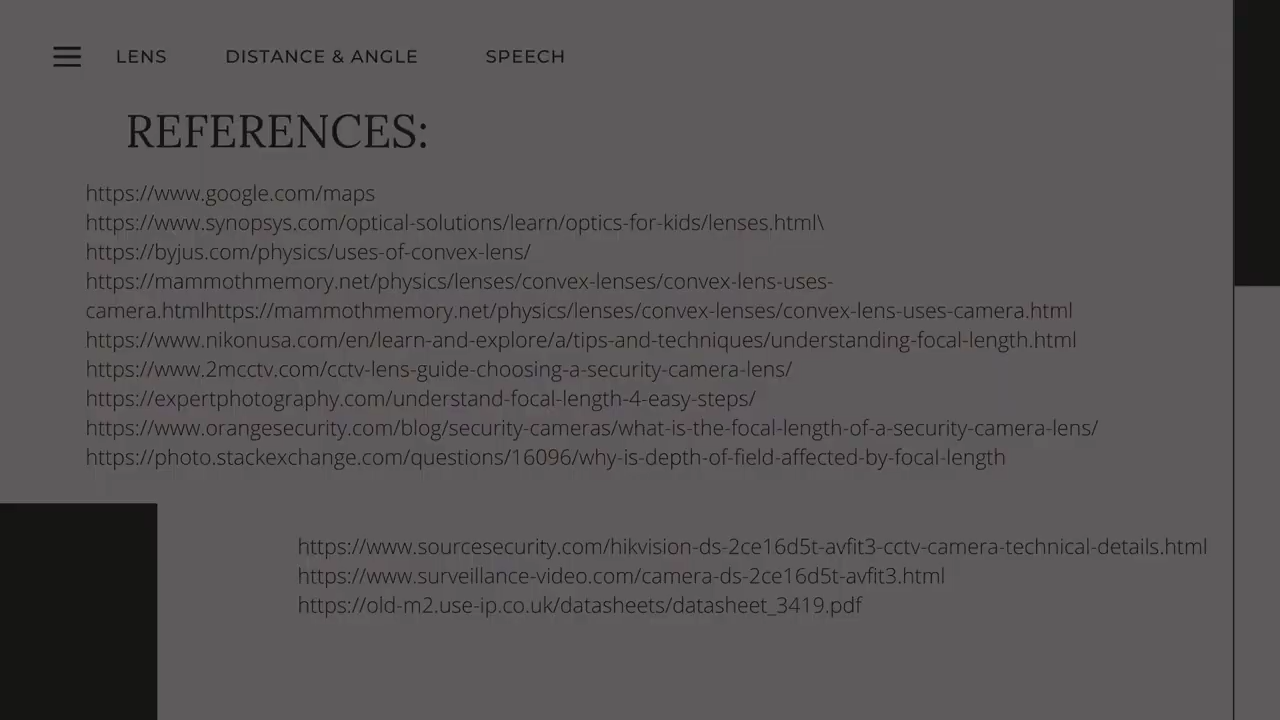 LENS DISTANCE & ANGLE SPEECH
REFERENCES:
https://www.google.com/maps
https://www.synopsys.com/optical-solutions/learn/optics-for-kids/lenses.html\
https://byjus.com/physics/uses-of-convex-lens/
https://mammothmemory.net/physics/lenses/convex-lenses/convex-lens-uses-
camera.htmlhttps://mammothmemory.net/physics/lenses/convex-lenses/convex-lens-uses-camera.html
https://www.nikonusa.com/en/learn-and-explore/a/tips-and-techniques/understanding-focal-length.html
https://www.2mcctv.com/cctv-lens-guide-choosing-a-security-camera-lens/
https://expertphotography.com/understand-focal-length-4-easy-steps/
https://www.orangesecurity.com/blog/security-cameras/what-is-the-focal-length-of-a-security-camera-lens/
https://photo.stackexchange.com/questions/16096/why-is-depth-of-field-affected-by-focal-length
https://www.sourcesecurity.com/hikvision-ds-2ce16d5t-avfit3-cctv-camera-technical-details.html
https://www.surveillance-video.com/camera-ds-2ce16d5t-avfit3.html
https://old-m2.use-ip.co.uk/datasheets/datasheet_3419.pdf